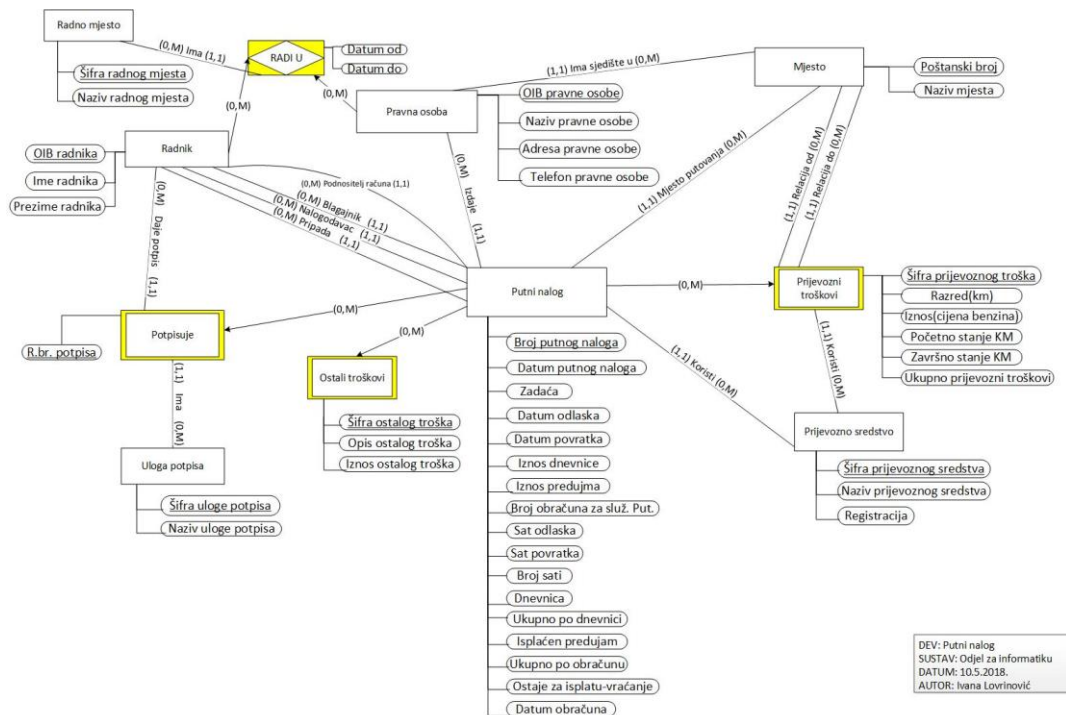 Radno mjesto
Šifra radnog mjesta
Naziv radnog mjesta
(0,M) Ima (1,1)
RADI U
Datum od
Datum do
(0,M)
(0,M)
Pravna osoba
OIB pravne osobe
Naziv pravne osobe
Adresa pravne osobe
Telefon pravne osobe
(1,1) Ima sjedište u (0,M)
Mjesto
Poštanski broj
Naziv mjesta
Radnik
OIB radnika
Ime radnika
Prezime radnika
(0,M) Podnositelj računa (1,1)
(0,M) Blagajnik (1,1)
(0,M) Nalogodavac (1,1)
(0,M) Pripada (1,1)
(0,M) Izdaje (1,1)
(1,1) Mjesto putovanja (0,M)
(1,1) Relacija od (0,M)
(1,1) Relacija do (0,M)
(0,M) Daje potpis (1,1)
Putni nalog
(0,M)
(0,M)
(0,M)
Prijevozni
troškovi
Šifra prijevoznog troška
Razred(km)
Iznos(cijena benzina)
Početno stanje KM
Završno stanje KM
Ukupno prijevozni troškovi
Potpisuje
R.br. potpisa
(1,1) Ima (0,M)
Uloga potpisa
Šifra uloge potpisa
Naziv uloge potpisa
Ostali troškovi
Šifra ostalog troška
Opis ostalog troška
Iznos ostalog troška
(1,1) Koristi (0,M)
(1,1) Koristi (0,M)
Prijevozno sredstvo
Šifra prijevoznog sredstva
Naziv prijevoznog sredstva
Registracija
Broj putnog naloga
Datum putnog naloga
Zadaća
Datum odlaska
Datum povratka
Iznos dnevnice
Iznos predujma
Broj obračuna za služ. Put.
Sat odlaska
Sat povratka
Broj sati
Dnevnica
Ukupno po dnevnici
Isplaćen predujam
Ukupno po obračunu
Ostaje za isplatu-vraćanje
Datum obračuna
DEV: Putni nalog
SUSTAV: Odjel za informatiku
DATUM: 10.5.2018.
AUTOR: Ivana Lovrinović